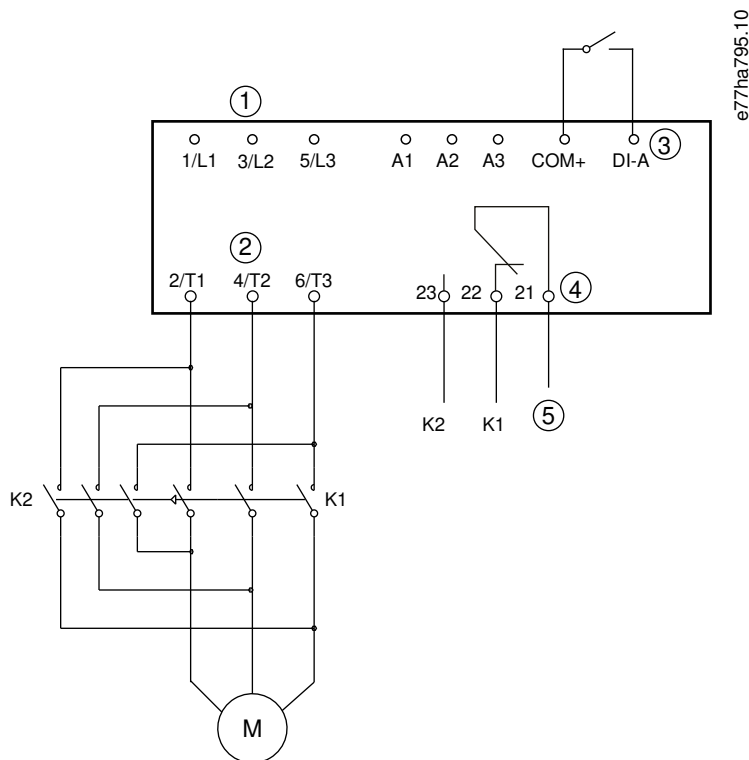 e77ha795.10
1
1/L1 3/L2 5/L3 A1 A2 A3 COM+ DI-A 3
2
2/T1 4/T2 6/T3 23 22 21 4
K2 K1 5
K2 K1
M